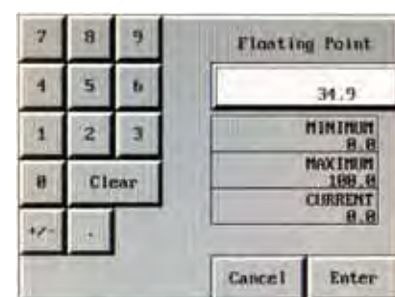 7 8 9
Floating Point
34.9
4 5 6
MINIMUM
0.0
1 2 3
MAXIMUM
100.0
0 Clear
CURRENT
0.0
+/- .
Cancel Enter